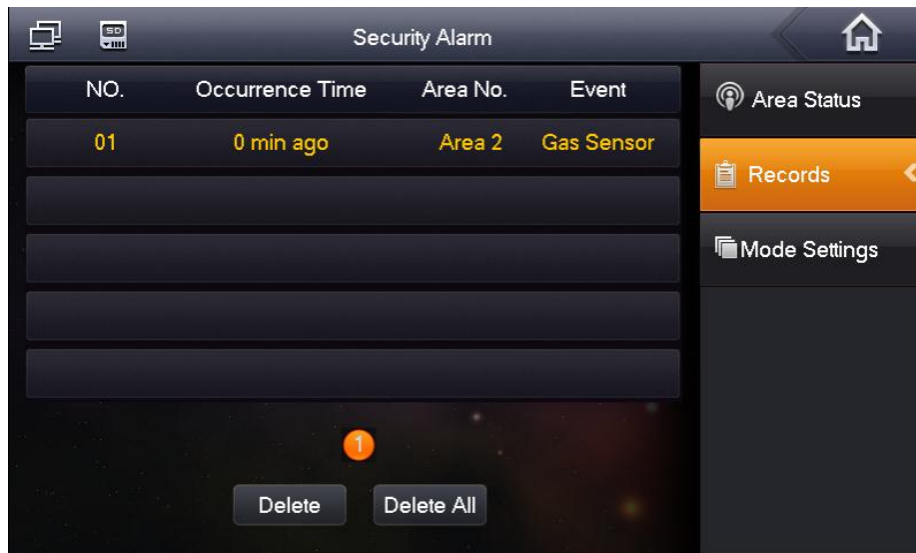 SD
Security Alarm
NO. Occurrence Time Area No. Event
01 0 min ago Area 2 Gas Sensor
1
Delete Delete All
Area Status
Records
Mode Settings